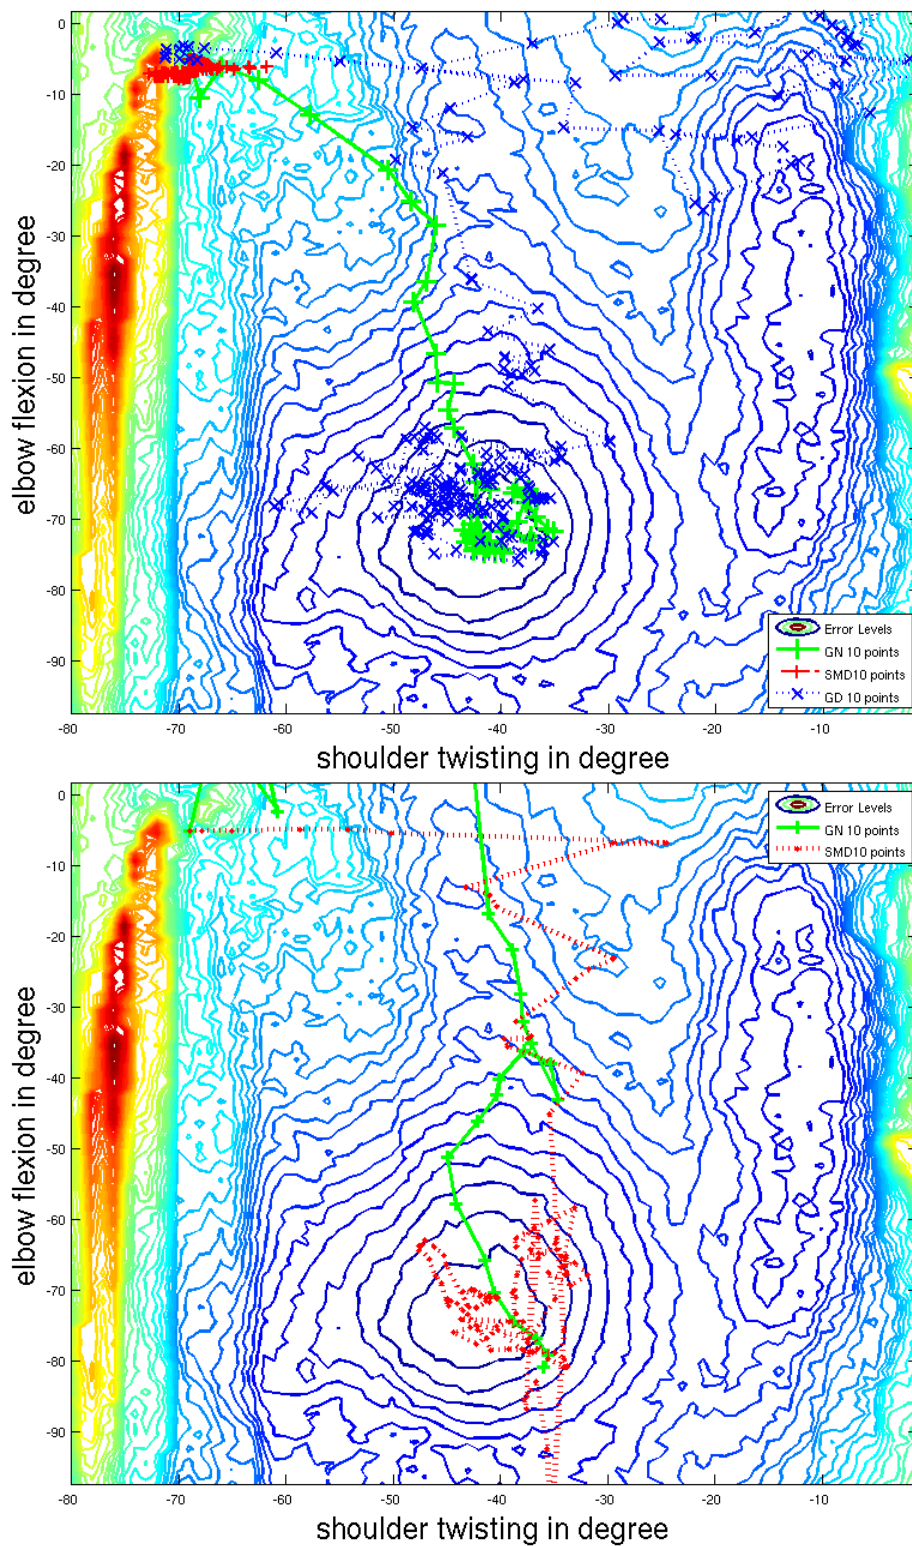 0
-10
-20
-30
-40
-50
-60
-70
-80
-90
elbow flexion in degree
4
Error Levels
GN 10 points
SMD10 points
GD 10 points
-80 -70 -60 -50 -40 -30 -20 -10
shoulder twisting in degree
0
-10
-20
-30
-40
-50
-60
-70
-80
-90
elbow flexion in degree
4
Error Levels
GN 10 points
SMD10 points
-80 -70 -60 -50 -40 -30 -20 -10
shoulder twisting in degree